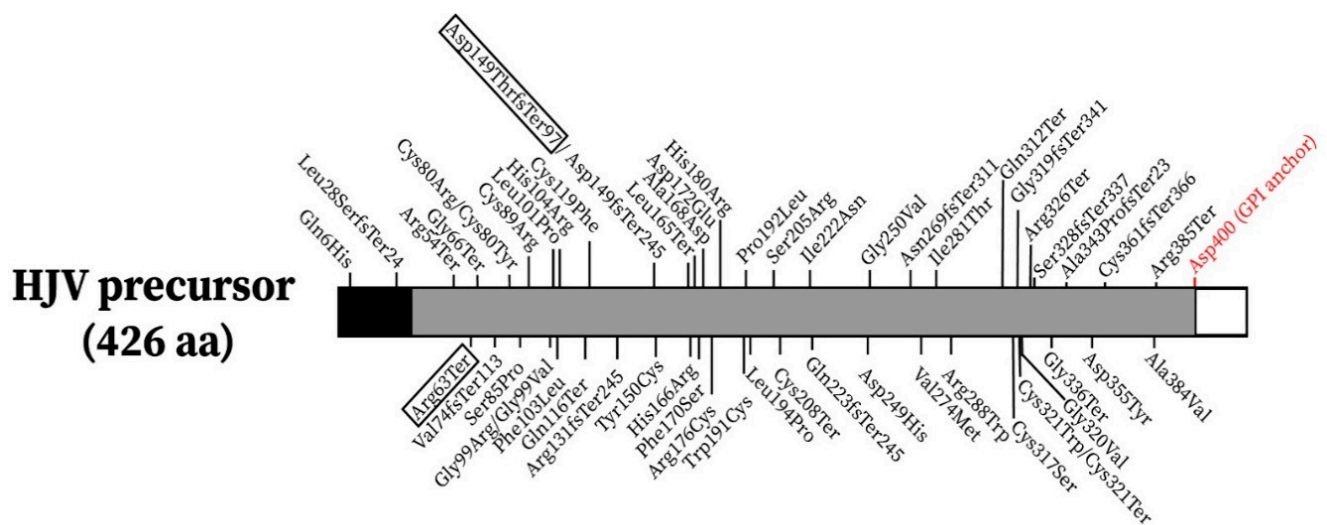 HJV precursor
(426 aa)
Gln6His
Leu28SerfsTer24
Arg54Ter
Gly66Ter
Cys80Arg/Cys80Tyr
Cys89Arg
Leu101Pro
His104Arg
Cys119Phe
Asp149ThrfsTer97/ Asp149fsTer245
Leu165Ter
Ala168Asp
Asp172Glu
His180Arg
Pro192Leu
Ser205Arg
Ile222Asn
Gly250Val
Asn269fsTer311
Ile281Thr
Gln312Ter
Gly319fsTer341
Arg326Ter
Ser328fsTer337
Ala343ProfsTer23
Cys361fsTer366
Arg385Ter
Asp400 (GPI anchor)
Arg63Ter
Val74fsTer113
Ser85Pro
Gly99Arg/Gly99Val
Phe103Leu
Gln116Ter
Arg131fsTer245
Tyr150Cys
His166Arg
Phe170Ser
Arg176Cys
Trp191Cys
Leu194Pro
Cys208Ter
Gln223fsTer245
Asp249His
Val274Met
Arg288Trp
Cys317Ser
Cys321Trp/Cys321Ter
Gly320Val
Gly336Ter
Asp355Tyr
Ala384Val